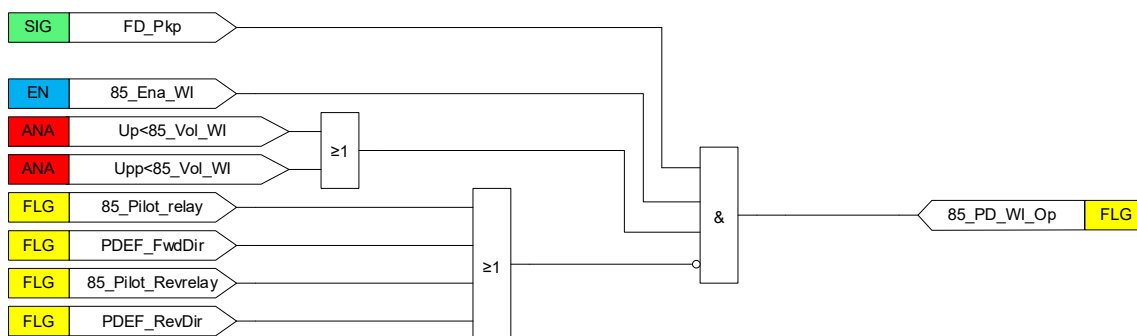 SIG FD_Pkp
EN 85_Ena_WI
ANA Up<85_Vol_WI
≥1
ANA Upp<85_Vol_WI
FLG 85_Pilot_relay
& 85_PD_WI_Op FLG
FLG PDEF_FwdDir
≥1
FLG 85_Pilot_Revrelay
FLG PDEF_RevDir